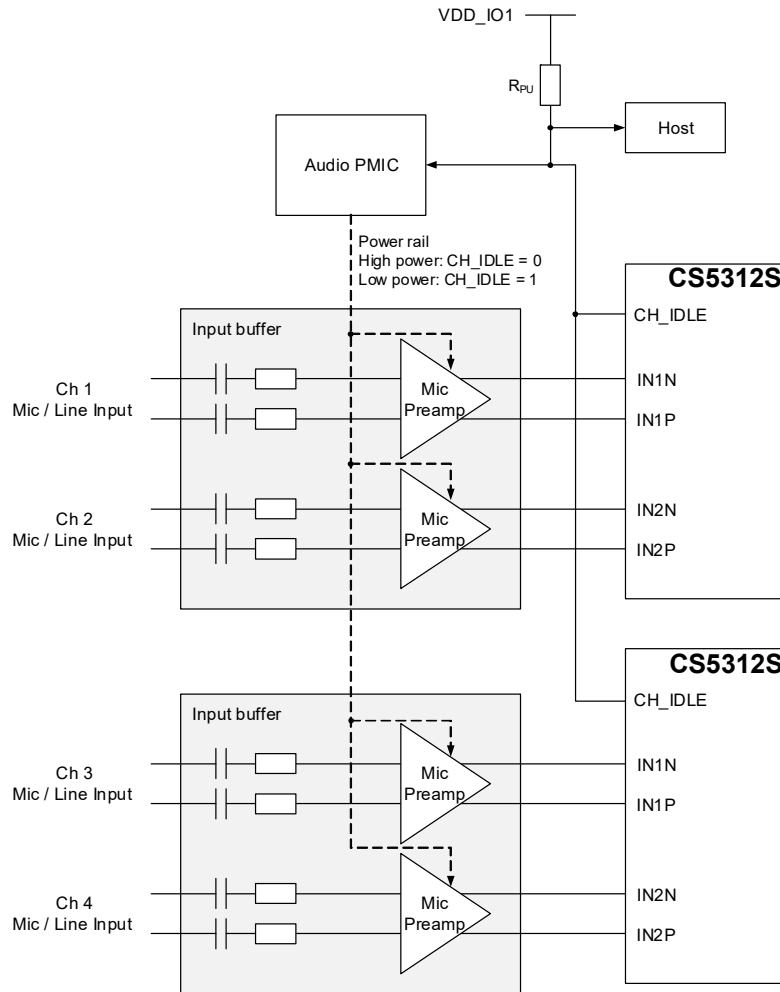 VDD_IO1
RPU
Host
Audio PMIC
Power rail
High power: CH_IDLE = 0
Low power: CH_IDLE = 1
CS5312S
CH_IDLE
Input buffer
Ch 1
Mic / Line Input
Mic
Preamp
IN1N
IN1P
Ch 2
Mic / Line Input
Mic
Preamp
IN2N
IN2P
CS5312S
CH_IDLE
Input buffer
Ch 3
Mic / Line Input
Mic
Preamp
IN1N
IN1P
Ch 4
Mic / Line Input
Mic
Preamp
IN2N
IN2P